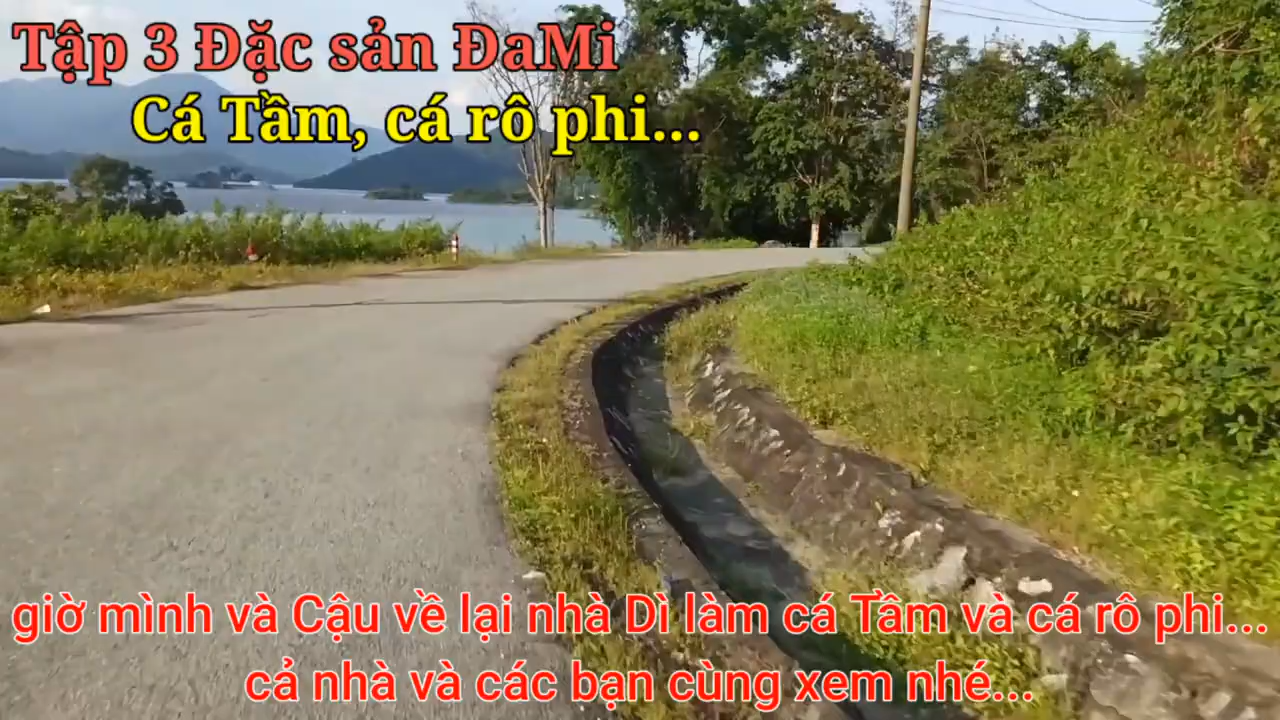 Tập 3 Đặc sản ĐaMi
Cá Tầm, cá rô phi...
giờ mình và Cậu về lại nhà Dì làm cá Tầm và cá rô phi...
cả nhà và các bạn cùng xem nhé...